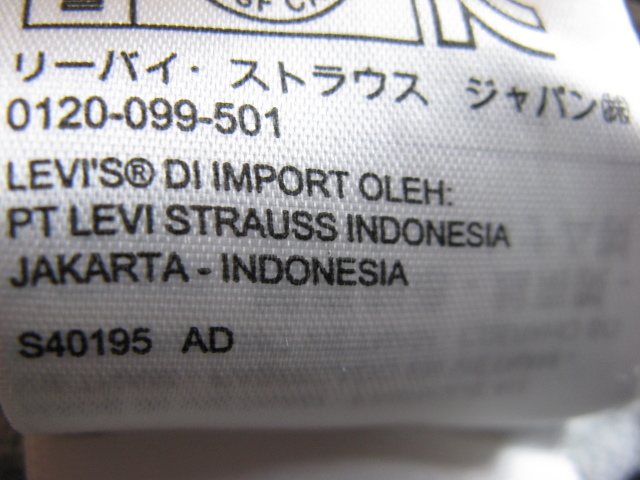 リーバイ・ストラウス ジャパン㈱
0120-099-501
LEVI'S® DI IMPORT OLEH:
PT LEVI STRAUSS INDONESIA
JAKARTA - INDONESIA
S40195 AD